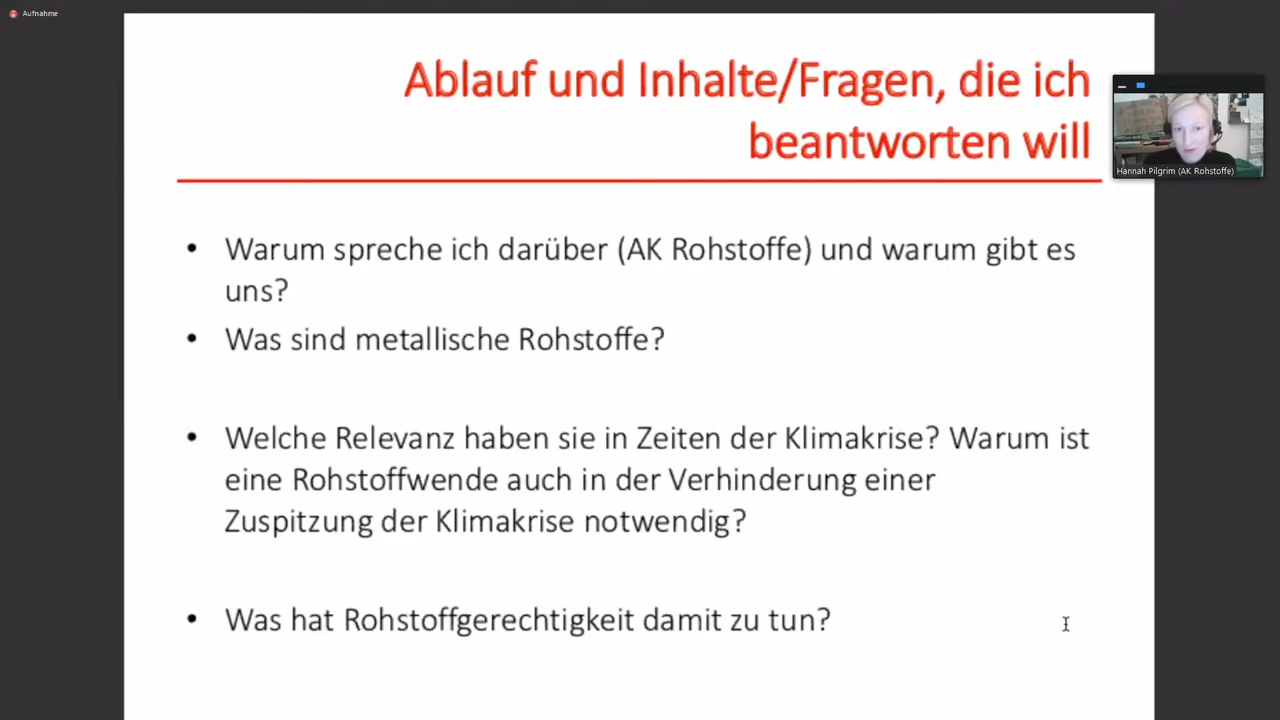 Aufnahme
Ablauf und Inhalte/Fragen, die ich
beantworten will
Hannah Pilgrim (AK Rohstoffe)
• Warum spreche ich darüber (AK Rohstoffe) und warum gibt es
uns?
• Was sind metallische Rohstoffe?
• Welche Relevanz haben sie in Zeiten der Klimakrise? Warum ist
eine Rohstoffwende auch in der Verhinderung einer
Zuspitzung der Klimakrise notwendig?
• Was hat Rohstoffgerechtigkeit damit zu tun?